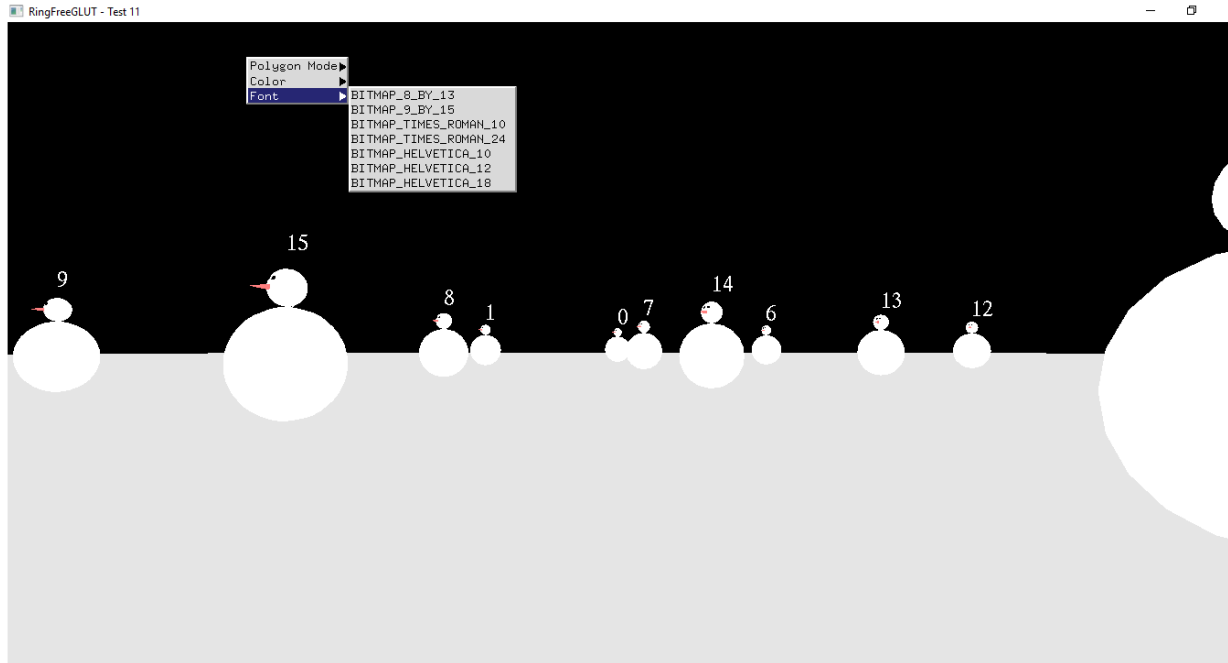 RingFreeGLUT - Test 11
Polygon Mode
Color
Font
BITMAP_8_BY_13
BITMAP_9_BY_15
BITMAP_TIMES_ROMAN_10
BITMAP_TIMES_ROMAN_24
BITMAP_HELVETICA_10
BITMAP_HELVETICA_12
BITMAP_HELVETICA_18
9 15 8 1 0 7 14 6 13 12